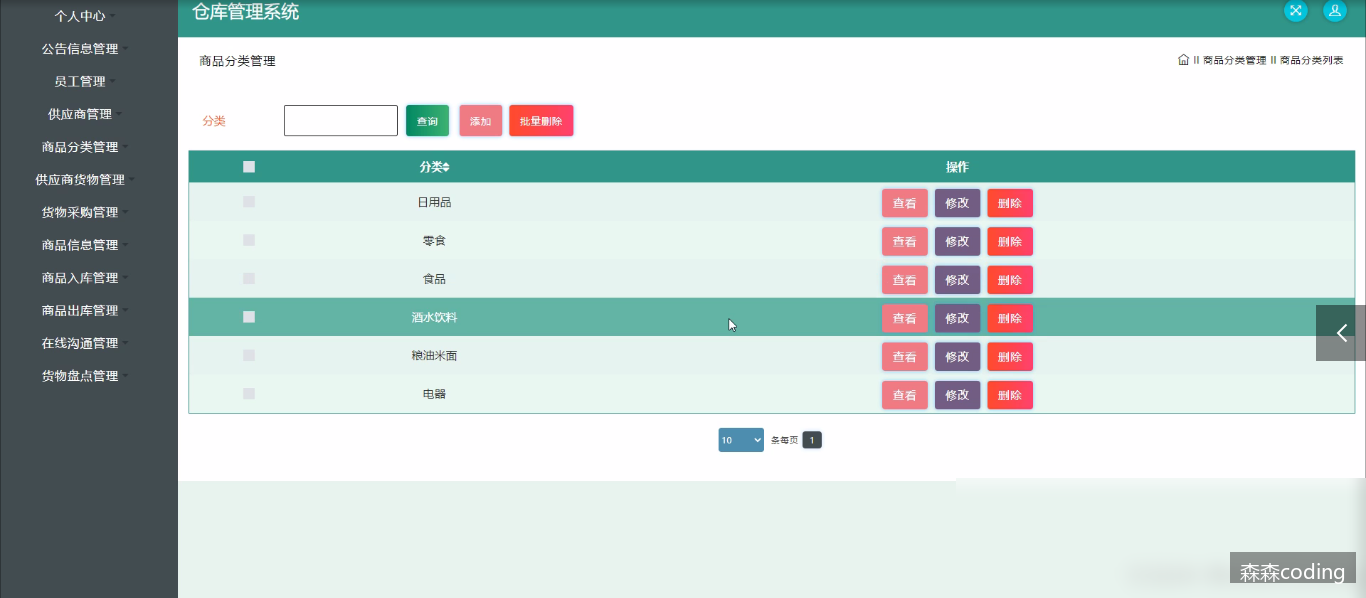 仓库管理系统
个人中心
公告信息管理
员工管理
供应商管理
商品分类管理
供应商货物管理
货物采购管理
商品信息管理
商品入库管理
商品出库管理
在线沟通管理
货物盘点管理
商品分类管理
II 商品分类管理 II 商品分类列表
分类 查询 添加 批量删除
分类 操作
日用品 查看 修改 删除
零食 查看 修改 删除
食品 查看 修改 删除
酒水饮料 查看 修改 删除
粮油米面 查看 修改 删除
电器 查看 修改 删除
10 条每页 1
森森coding